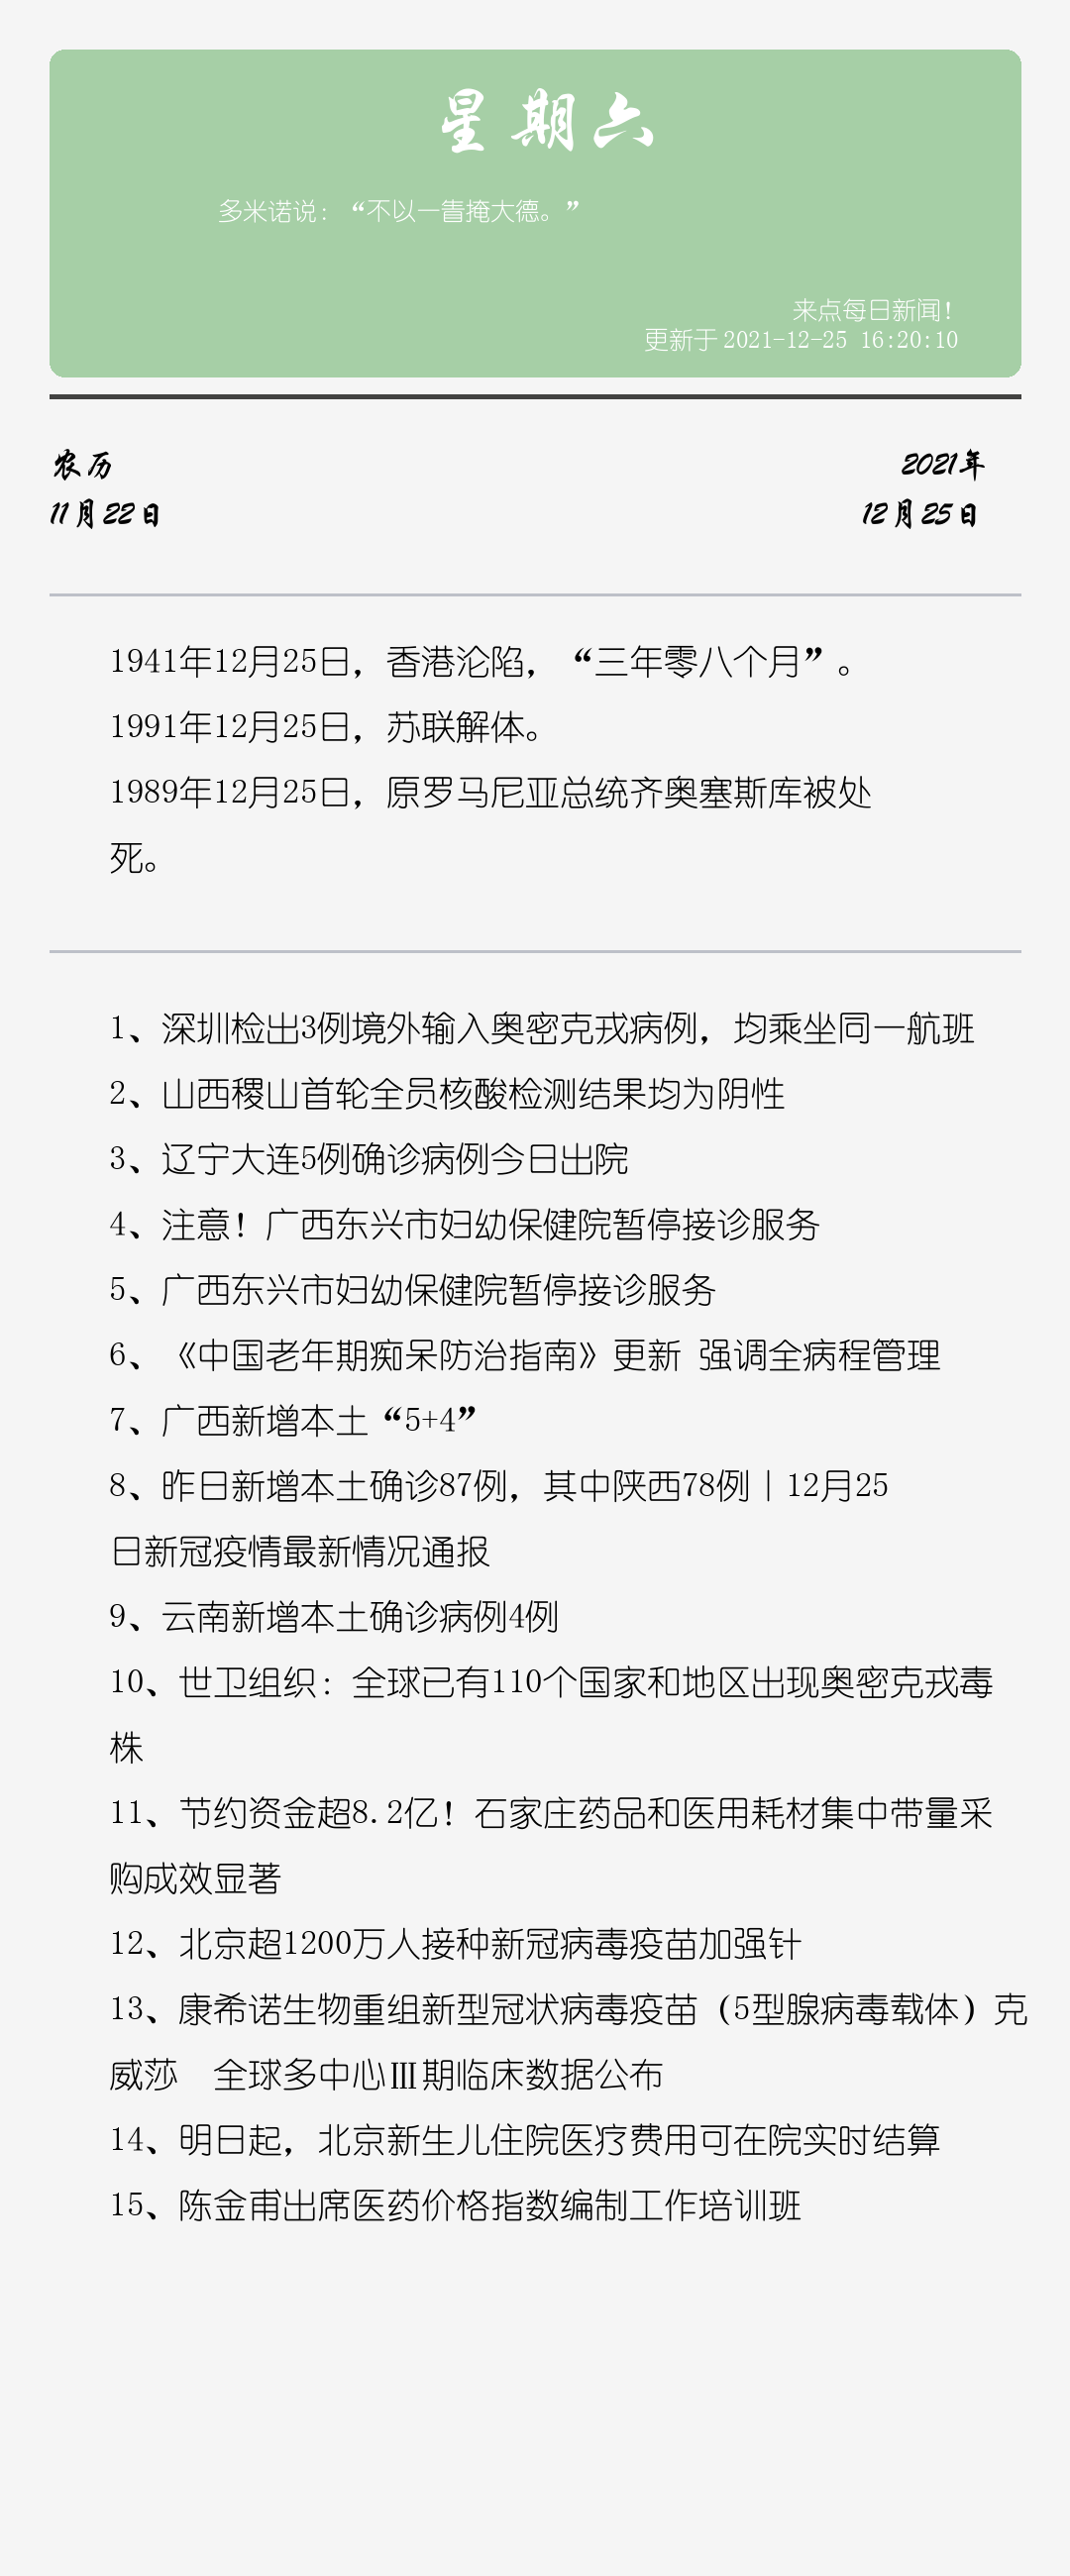 星期六
多米诺说：“不以一眚掩大德。”
来点每日新闻！
更新于 2021-12-25 16:20:10
农历
2021年
11月22日
12月25日
1941年12月25日，香港沦陷，“三年零八个月”。
1991年12月25日，苏联解体。
1989年12月25日，原罗马尼亚总统齐奥塞斯库被处
死。
1、深圳检出3例境外输入奥密克戎病例，均乘坐同一航班
2、山西稷山首轮全员核酸检测结果均为阴性
3、辽宁大连5例确诊病例今日出院
4、注意！广西东兴市妇幼保健院暂停接诊服务
5、广西东兴市妇幼保健院暂停接诊服务
6、《中国老年期痴呆防治指南》更新 强调全病程管理
7、广西新增本土“5+4”
8、昨日新增本土确诊87例，其中陕西78例｜12月25
日新冠疫情最新情况通报
9、云南新增本土确诊病例4例
10、世卫组织：全球已有110个国家和地区出现奥密克戎毒
株
11、节约资金超8.2亿！石家庄药品和医用耗材集中带量采
购成效显著
12、北京超1200万人接种新冠病毒疫苗加强针
13、康希诺生物重组新型冠状病毒疫苗（5型腺病毒载体）克
威莎　全球多中心Ⅲ期临床数据公布
14、明日起，北京新生儿住院医疗费用可在院实时结算
15、陈金甫出席医药价格指数编制工作培训班